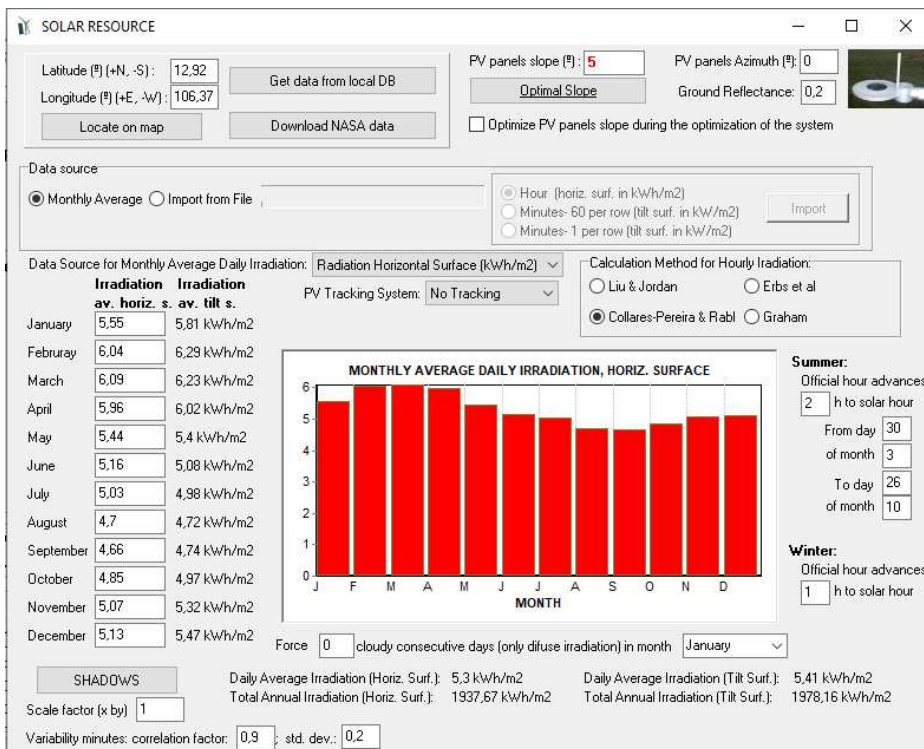 SOLAR RESOURCE
Latitude (º) (+N, -S) : 12,92
Longitude (º) (+E, -W) : 106,37
Get data from local DB
Locate on map
Download NASA data
PV panels slope (º) : 5
PV panels Azimuth (º): 0
Optimal Slope
Ground Reflectance: 0,2
Optimize PV panels slope during the optimization of the system
Data source
Monthly Average Import from File
Hour (horiz. surf. in kWh/m2)
Minutes- 60 per row (tilt surf. in kW/m2)
Minutes- 1 per row (tilt surf. in kW/m2)
Import
Data Source for Monthly Average Daily Irradiation: Radiation Horizontal Surface (kWh/m2)
PV Tracking System: No Tracking
Calculation Method for Hourly Irradiation:
Liu & Jordan Erbs et al
Collares-Pereira & Rabl Graham
Irradiation Irradiation
av. horiz. s. av. tilt s.
January 5,55 5,81 kWh/m2
Februray 6,04 6,29 kWh/m2
March 6,09 6,23 kWh/m2
April 5,96 6,02 kWh/m2
May 5,44 5,4 kWh/m2
June 5,16 5,08 kWh/m2
July 5,03 4,98 kWh/m2
August 4,7 4,72 kWh/m2
September 4,66 4,74 kWh/m2
October 4,85 4,97 kWh/m2
November 5,07 5,32 kWh/m2
December 5,13 5,47 kWh/m2
MONTHLY AVERAGE DAILY IRRADIATION, HORIZ. SURFACE
6
5
4
3
2
1
0
J F M A M J J A S O N D
MONTH
Summer:
Official hour advances
2 h to solar hour
From day 30
of month 3
To day 26
of month 10
Winter:
Official hour advances
1 h to solar hour
Force 0 cloudy consecutive days (only difuse irradiation) in month January
SHADOWS
Scale factor (x by) 1
Daily Average Irradiation (Horiz. Surf.): 5,3 kWh/m2
Total Annual Irradiation (Horiz. Surf.): 1937,67 kWh/m2
Daily Average Irradiation (Tilt Surf.): 5,41 kWh/m2
Total Annual Irradiation (Tilt Surf.): 1978,16 kWh/m2
Variability minutes: correlation factor: 0,9 ; std. dev.: 0,2